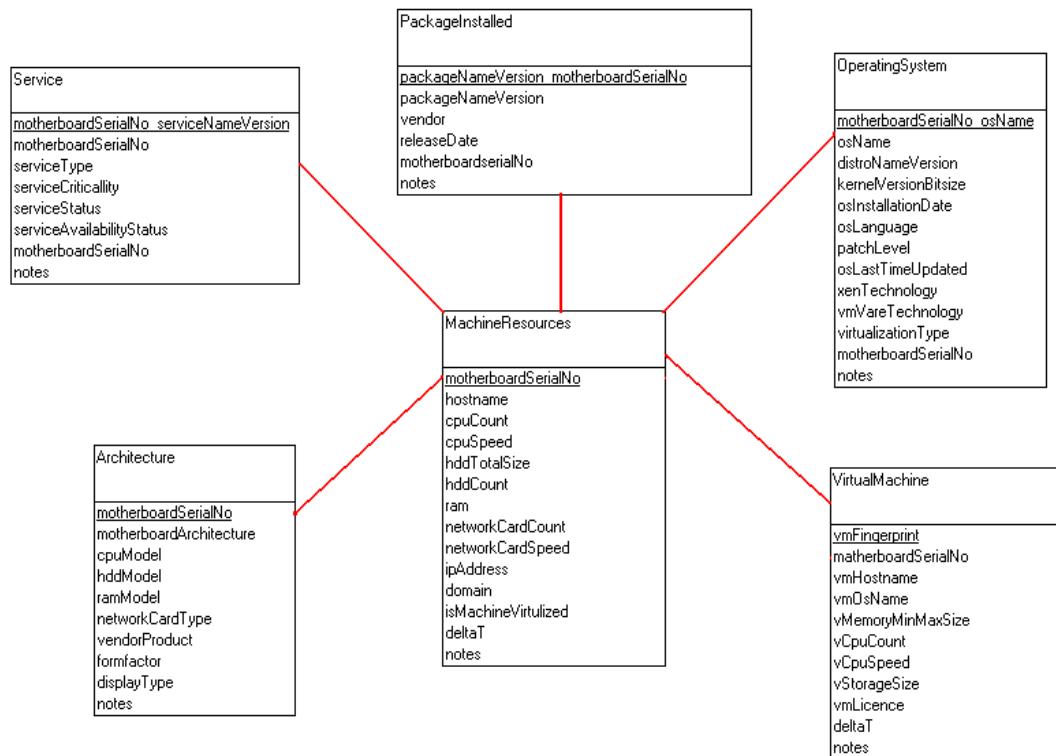 PackageInstalled
packageNameVersion_motherboardSerialNo
packageNameVersion
vendor
releaseDate
motherboardserialNo
notes
Service
motherboardSerialNo_serviceNameVersion
motherboardSerialNo
serviceType
serviceCriticallity
serviceStatus
serviceAvailabilityStatus
motherboardSerialNo
notes
OperatingSystem
motherboardSerialNo_osName
osName
distroNameVersion
kernelVersionBitsize
osInstallationDate
osLanguage
patchLevel
osLastTimeUpdated
xenTechnology
vmVareTechnology
virtualizationType
motherboardSerialNo
notes
MachineResources
motherboardSerialNo
hostname
cpuCount
cpuSpeed
hddTotalSize
hddCount
ram
networkCardCount
networkCardSpeed
ipAddress
domain
isMachineVirtulized
deltaT
notes
Architecture
motherboardSerialNo
motherboardArchitecture
cpuModel
hddModel
ramModel
networkCardType
vendorProduct
formfactor
displayType
notes
VirtualMachine
vmFingerprint
matherboardSerialNo
vmHostname
vmOsName
vMemoryMinMaxSize
vCpuCount
vCpuSpeed
vStorageSize
vmLicence
deltaT
notes